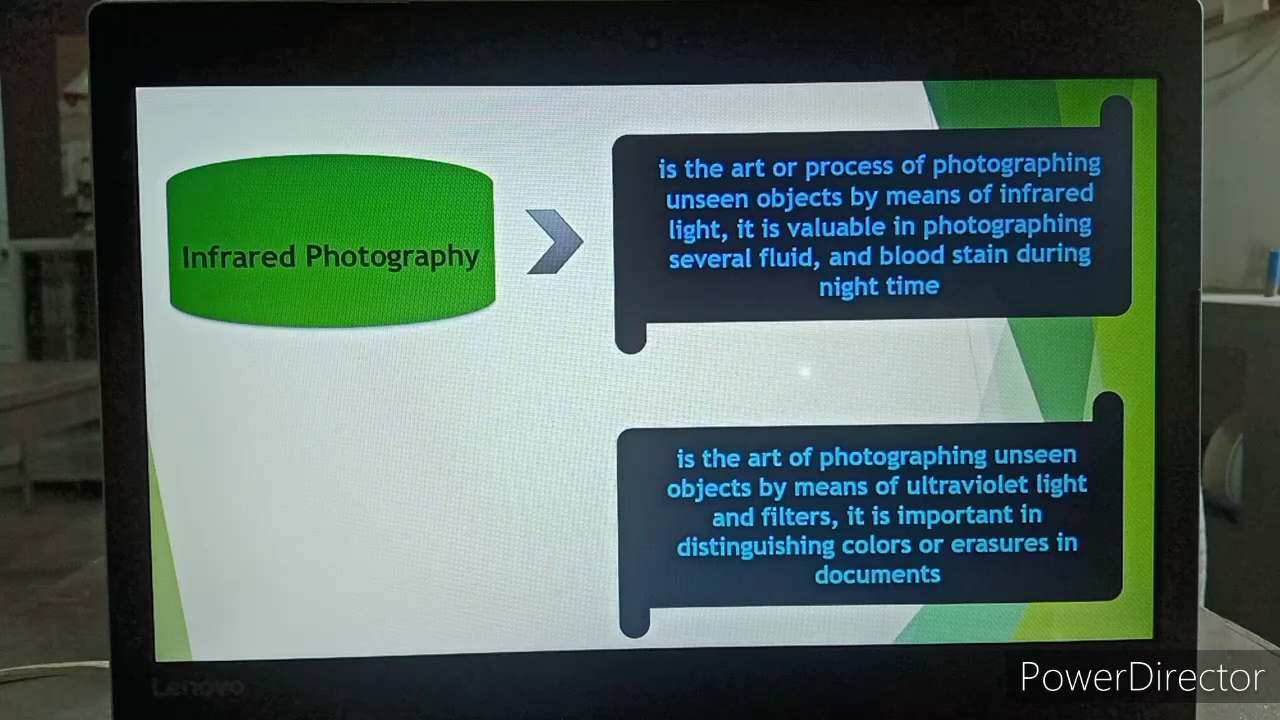 Infrared Photography
is the art or process of photographing
unseen objects by means of infrared
light, it is valuable in photographing
several fluid, and blood stain during
night time
is the art of photographing unseen
objects by means of ultraviolet light
and filters, it is important in
distinguishing colors or erasures in
documents
Lenovo
PowerDirector